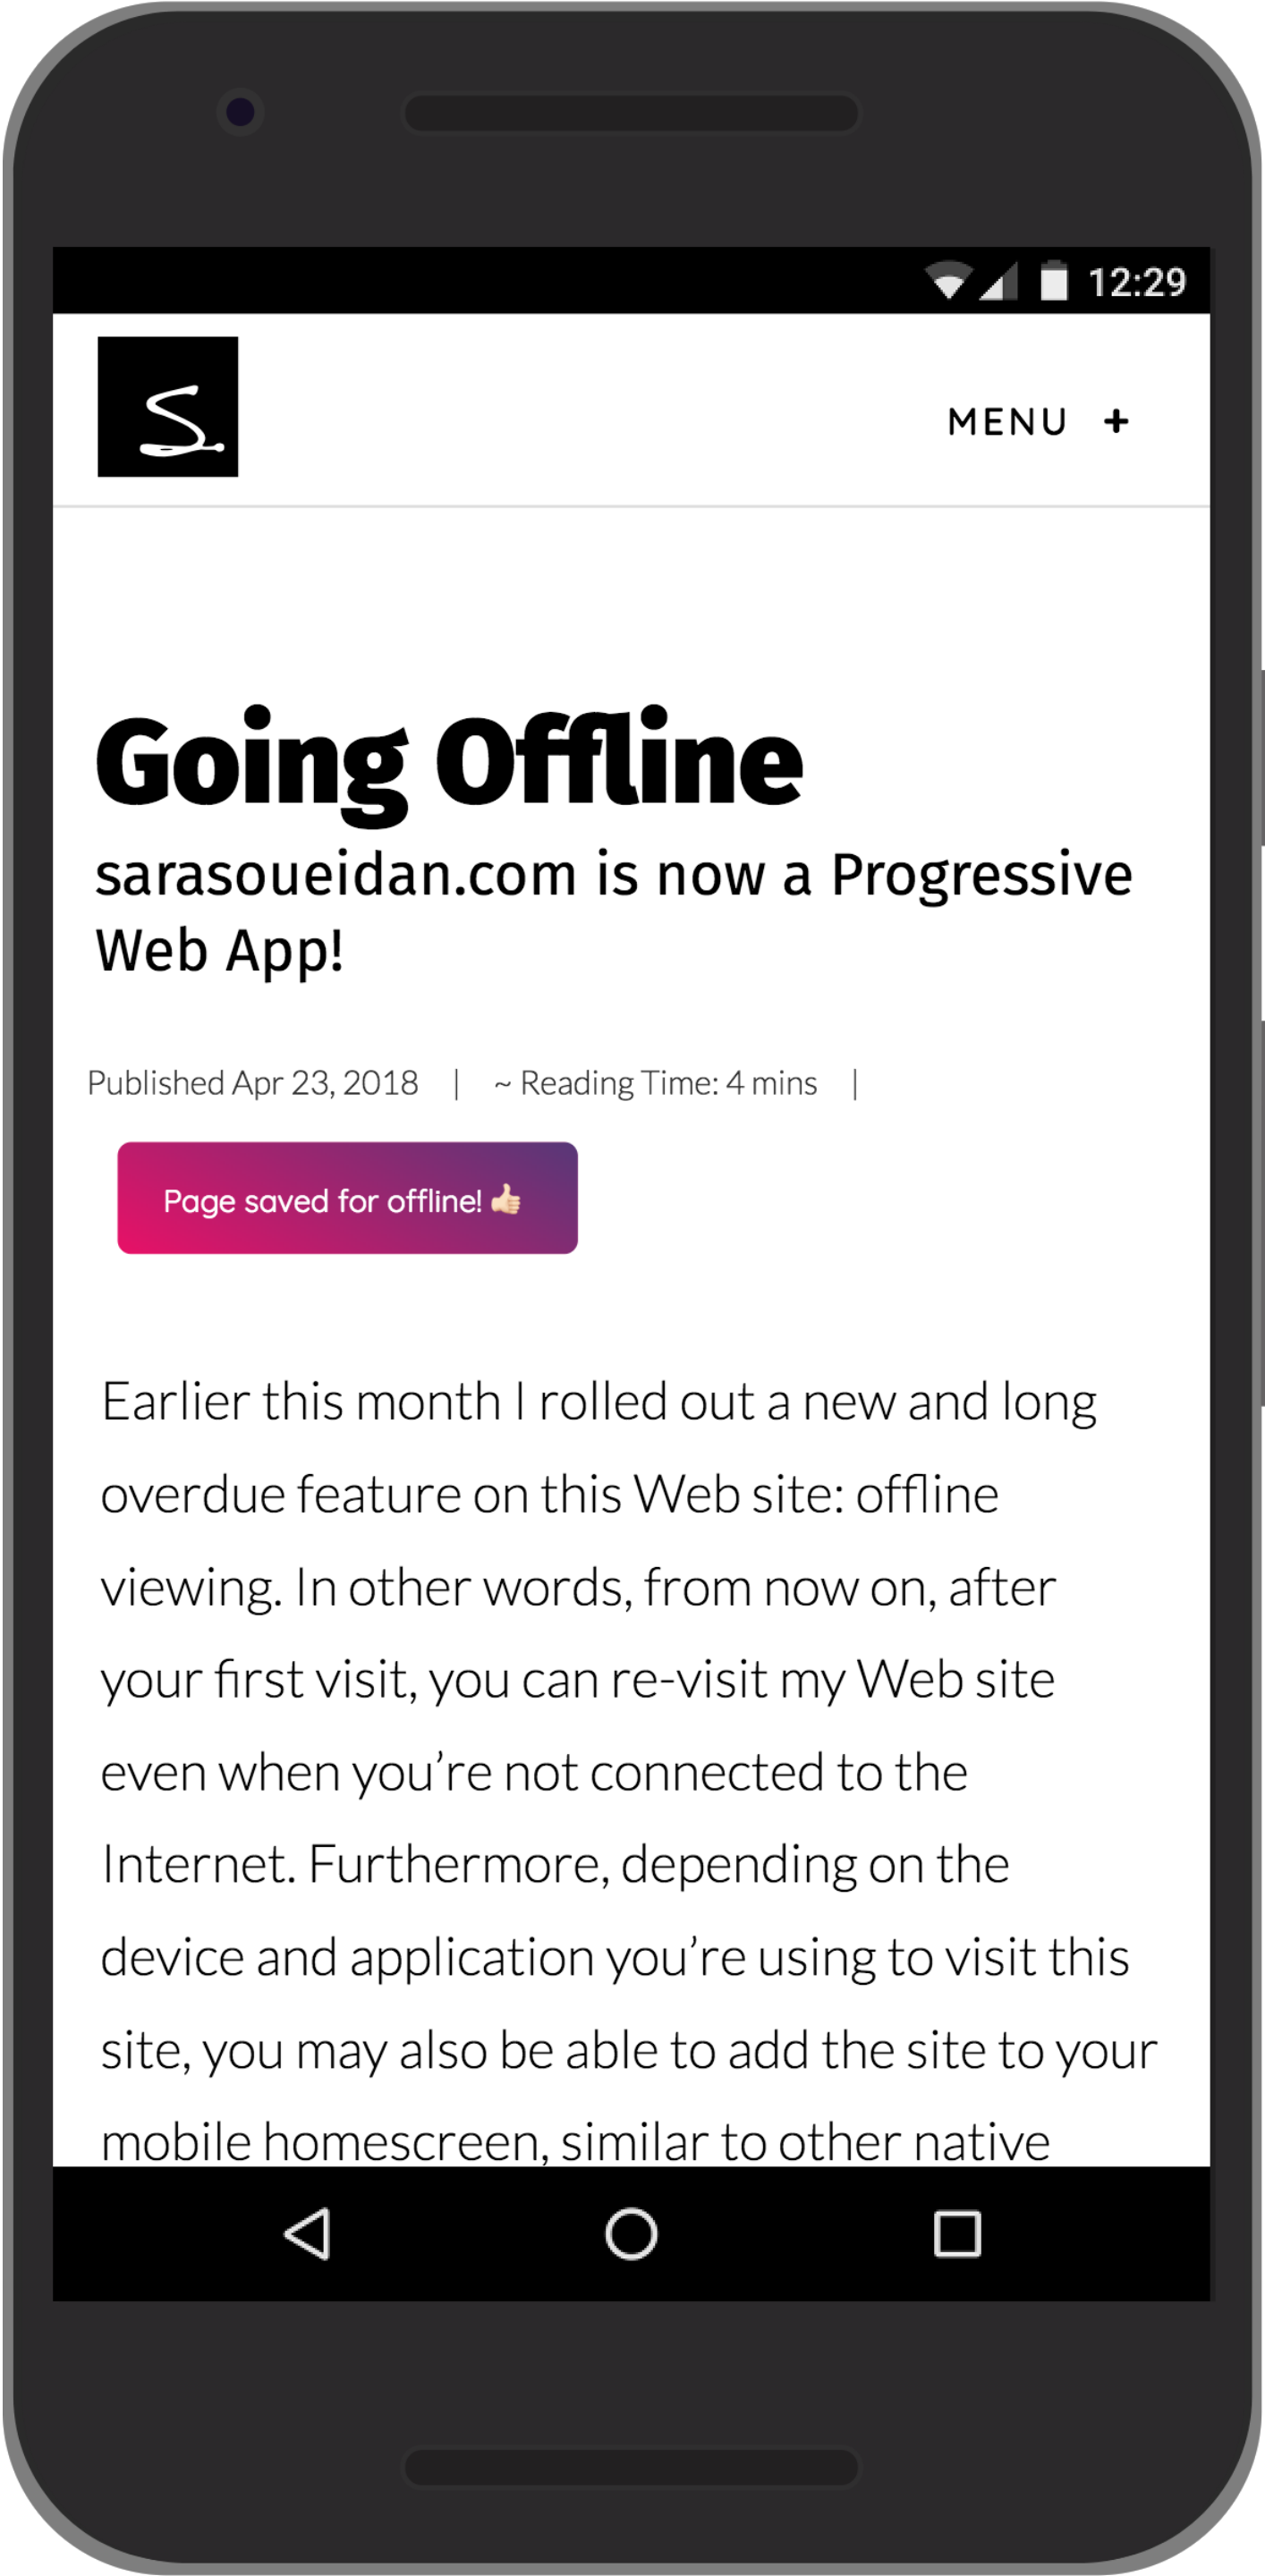 12:29
S.
MENU +
Going Offline
sarasoueidan.com is now a Progressive
Web App!
Published Apr 23, 2018 | ~ Reading Time: 4 mins |
Page saved for offline! 👍🏻
Earlier this month I rolled out a new and long
overdue feature on this Web site: offline
viewing. In other words, from now on, after
your first visit, you can re-visit my Web site
even when you’re not connected to the
Internet. Furthermore, depending on the
device and application you’re using to visit this
site, you may also be able to add the site to your
mobile homescreen, similar to other native